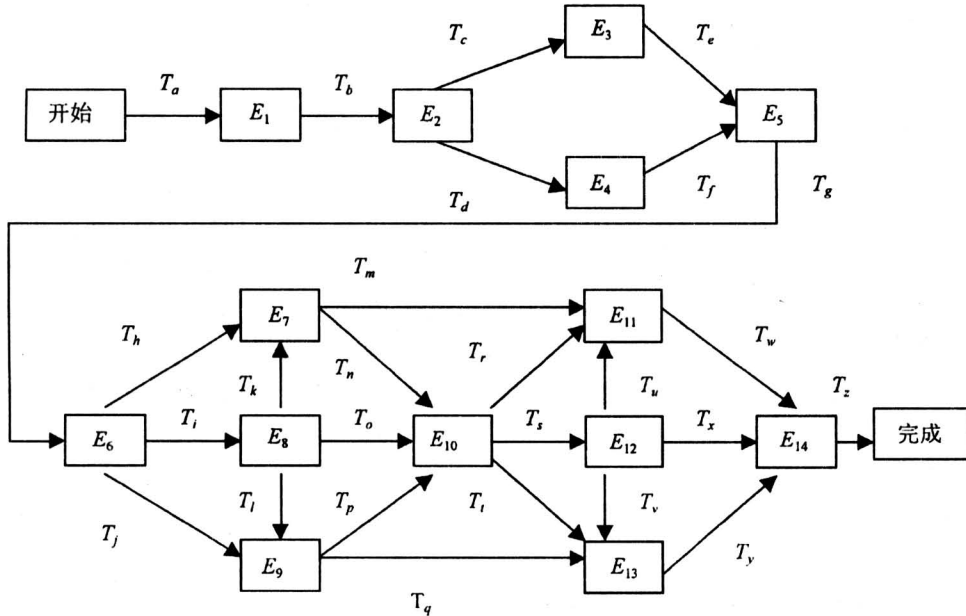 T_c E_3 T_e
开始 T_a E_1 T_b E_2 E_5
T_d E_4 T_f T_g
T_m
T_h E_7 T_n T_r E_11 T_w
T_k T_u
E_6 T_i E_8 T_o E_10 T_s E_12 T_x E_14 T_z 完成
T_j T_l T_p T_t T_v T_y
E_9 E_13
T_q